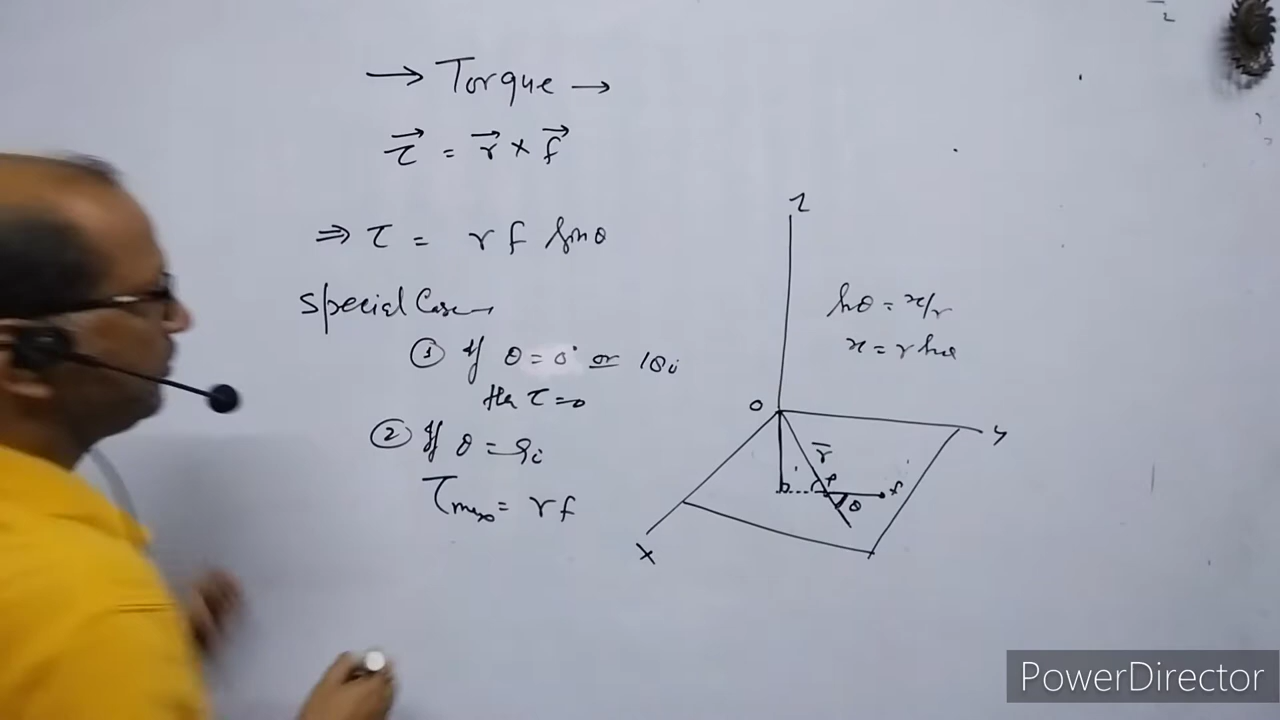 → Torque →
τ⃗ = r⃗ × f⃗
⇒ τ = r f Sinθ
Special Case
① If θ = 0° or 180
then τ = 0
② If θ = 90
τmax = r f
Z
Sinθ = x/r
x = r Sinθ
O
Y
r̅
P
f
θ
X
PowerDirector